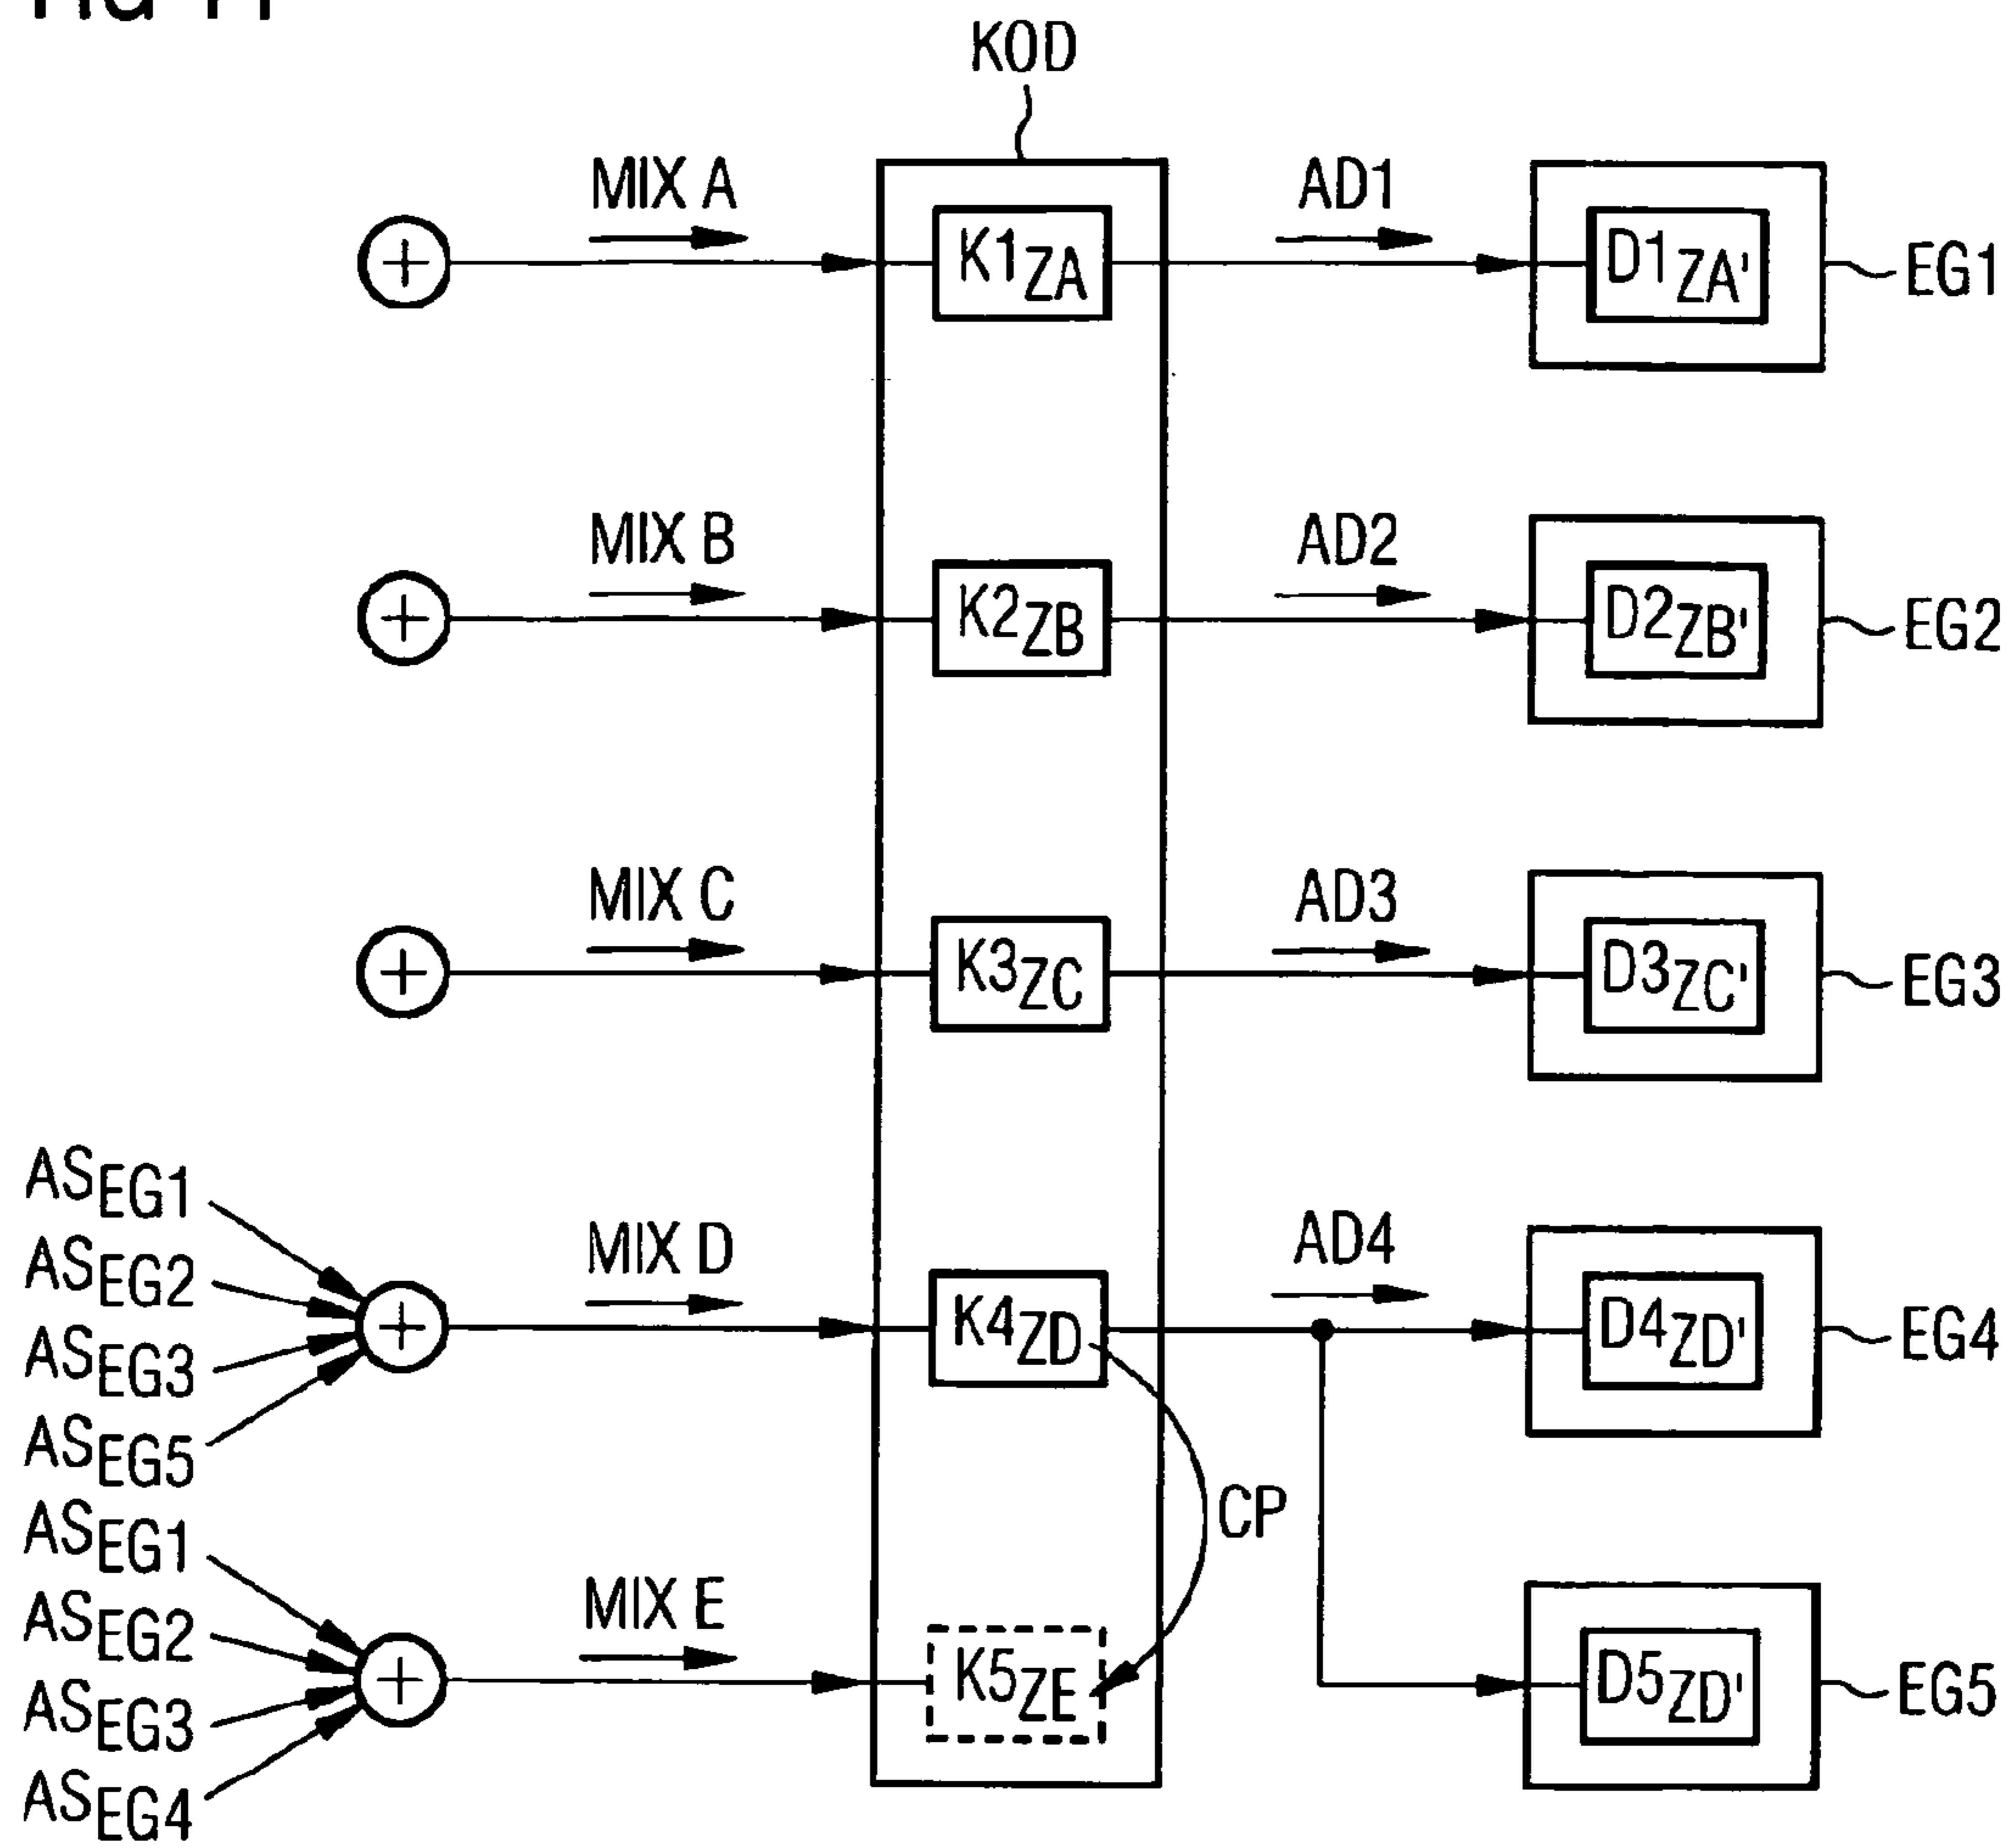 KOD
MIX A
AD1
K1ZA
D1ZA'
EG1
MIX B
AD2
K2ZB
D2ZB'
EG2
MIX C
AD3
K3ZC
D3ZC'
EG3
ASEG1
ASEG2
ASEG3
ASEG5
MIX D
AD4
K4ZD
D4ZD'
EG4
CP
ASEG1
ASEG2
ASEG3
ASEG4
MIX E
K5ZE
D5ZD'
EG5